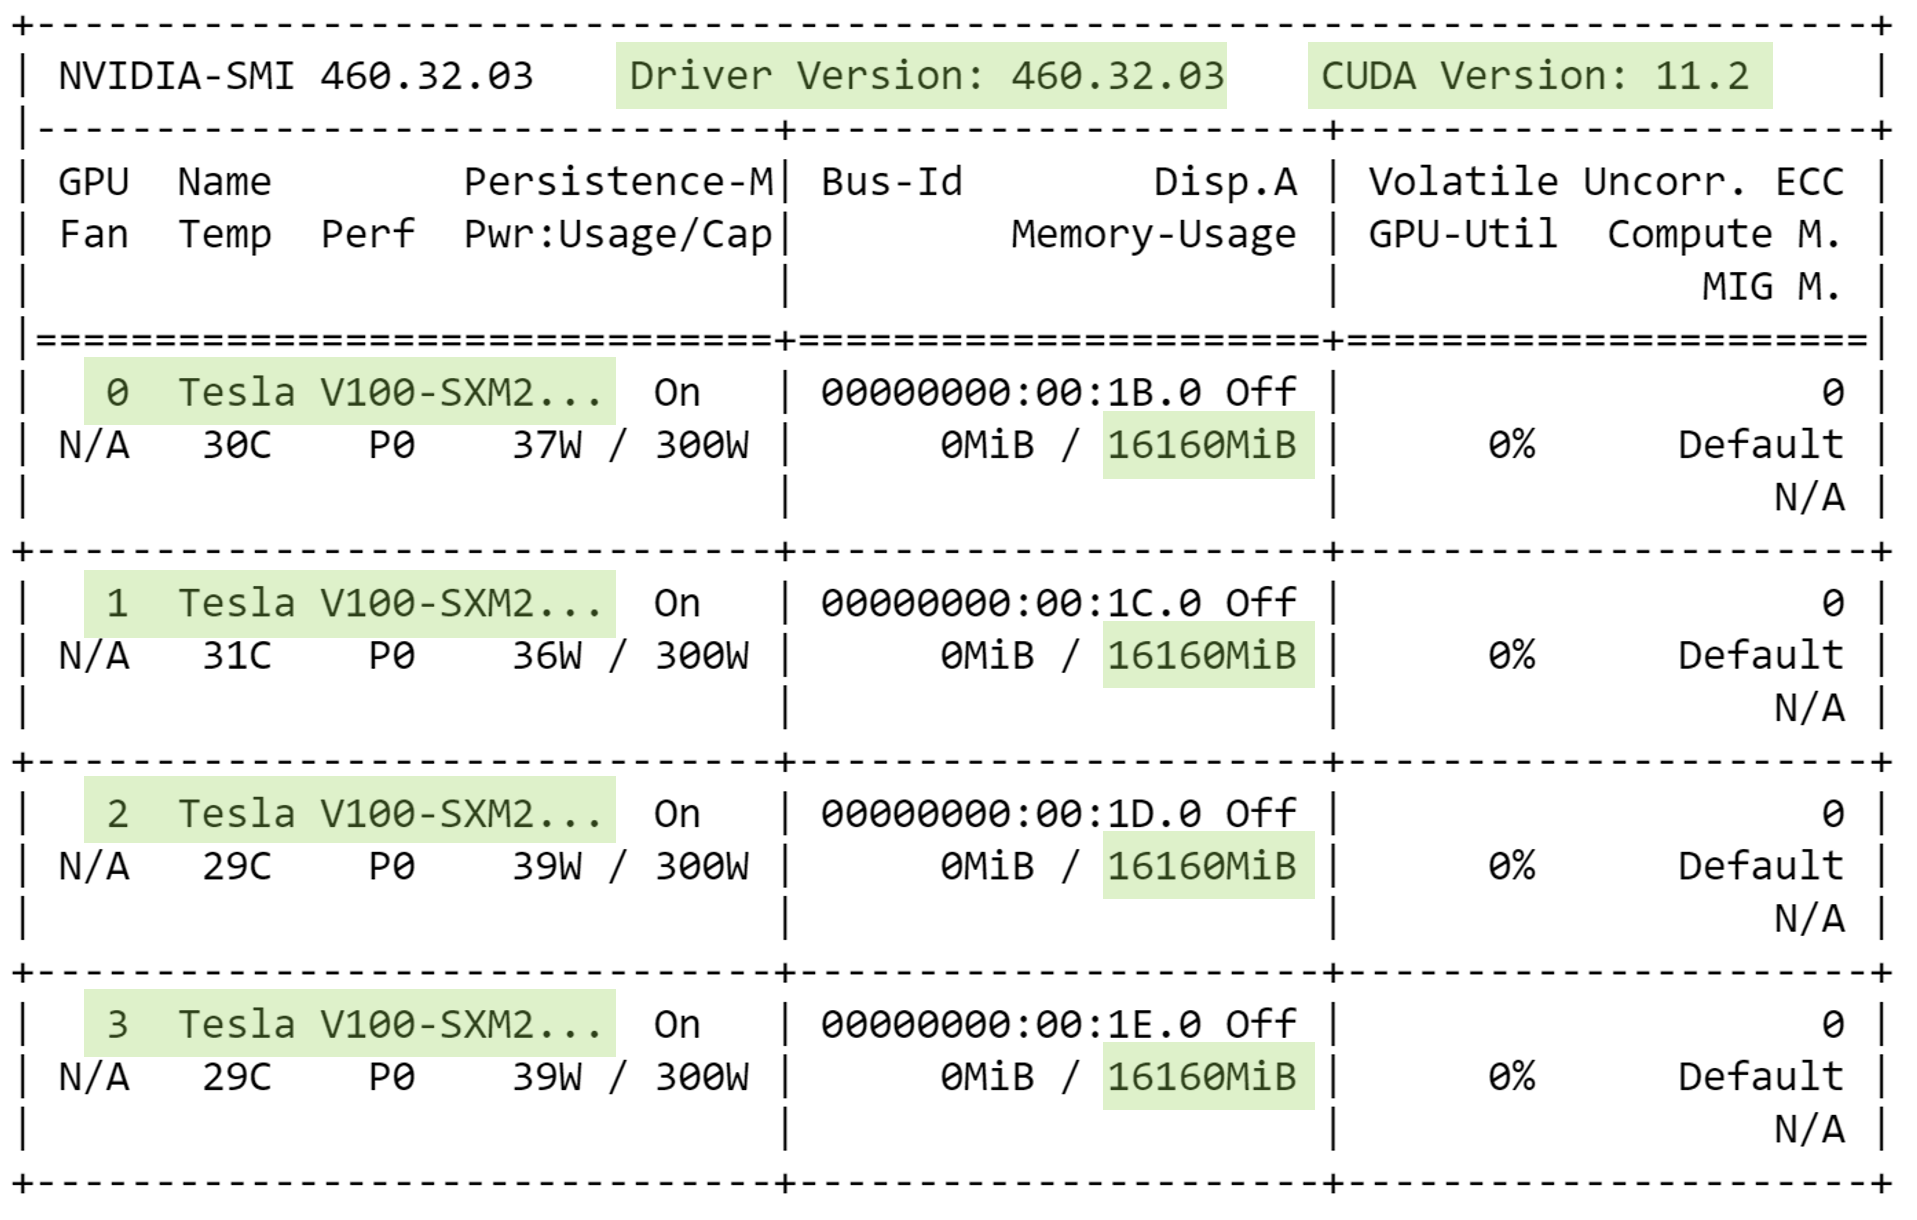 +-----------------------------------------------------------------------------+
| NVIDIA-SMI 460.32.03    Driver Version: 460.32.03    CUDA Version: 11.2     |
|-------------------------------+----------------------+----------------------+
| GPU  Name        Persistence-M| Bus-Id        Disp.A | Volatile Uncorr. ECC |
| Fan  Temp  Perf  Pwr:Usage/Cap|         Memory-Usage | GPU-Util  Compute M. |
|                               |                      |               MIG M. |
|===============================+======================+======================|
|   0  Tesla V100-SXM2...  On   | 00000000:00:1B.0 Off |                    0 |
| N/A   30C    P0    37W / 300W |      0MiB / 16160MiB |      0%      Default |
|                               |                      |                  N/A |
+-------------------------------+----------------------+----------------------+
|   1  Tesla V100-SXM2...  On   | 00000000:00:1C.0 Off |                    0 |
| N/A   31C    P0    36W / 300W |      0MiB / 16160MiB |      0%      Default |
|                               |                      |                  N/A |
+-------------------------------+----------------------+----------------------+
|   2  Tesla V100-SXM2...  On   | 00000000:00:1D.0 Off |                    0 |
| N/A   29C    P0    39W / 300W |      0MiB / 16160MiB |      0%      Default |
|                               |                      |                  N/A |
+-------------------------------+----------------------+----------------------+
|   3  Tesla V100-SXM2...  On   | 00000000:00:1E.0 Off |                    0 |
| N/A   29C    P0    39W / 300W |      0MiB / 16160MiB |      0%      Default |
|                               |                      |                  N/A |
+-------------------------------+----------------------+----------------------+